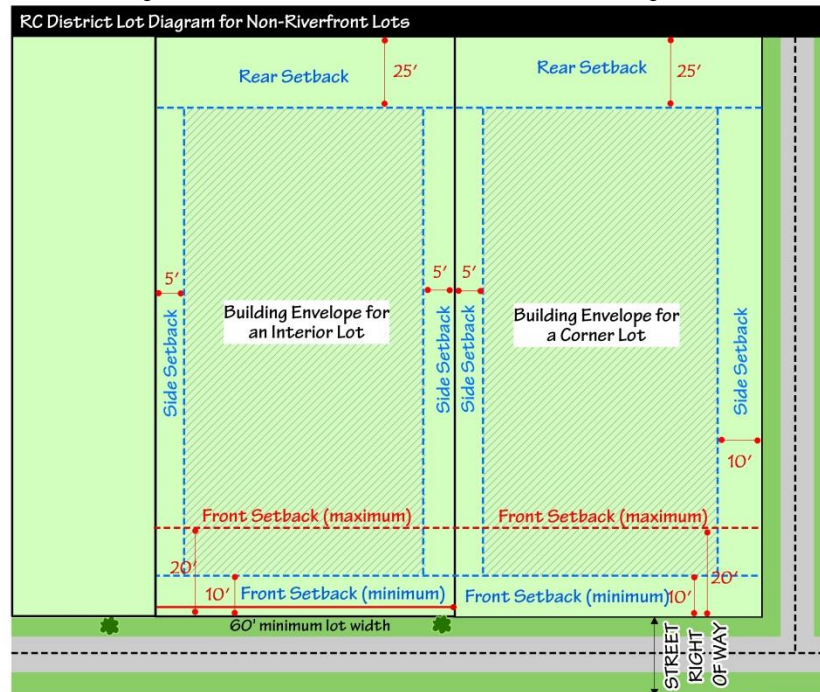 RC District Lot Diagram for Non-Riverfront Lots
Rear Setback
25'
Rear Setback
25'
5'
5'
5'
Building Envelope for
an Interior Lot
Building Envelope for
a Corner Lot
Side Setback
Side Setback
Side Setback
Side Setback
10'
Front Setback (maximum)
Front Setback (maximum)
20'
20'
10'
Front Setback (minimum)
Front Setback (minimum)
10'
60' minimum lot width
STREET
RIGHT
OF WAY